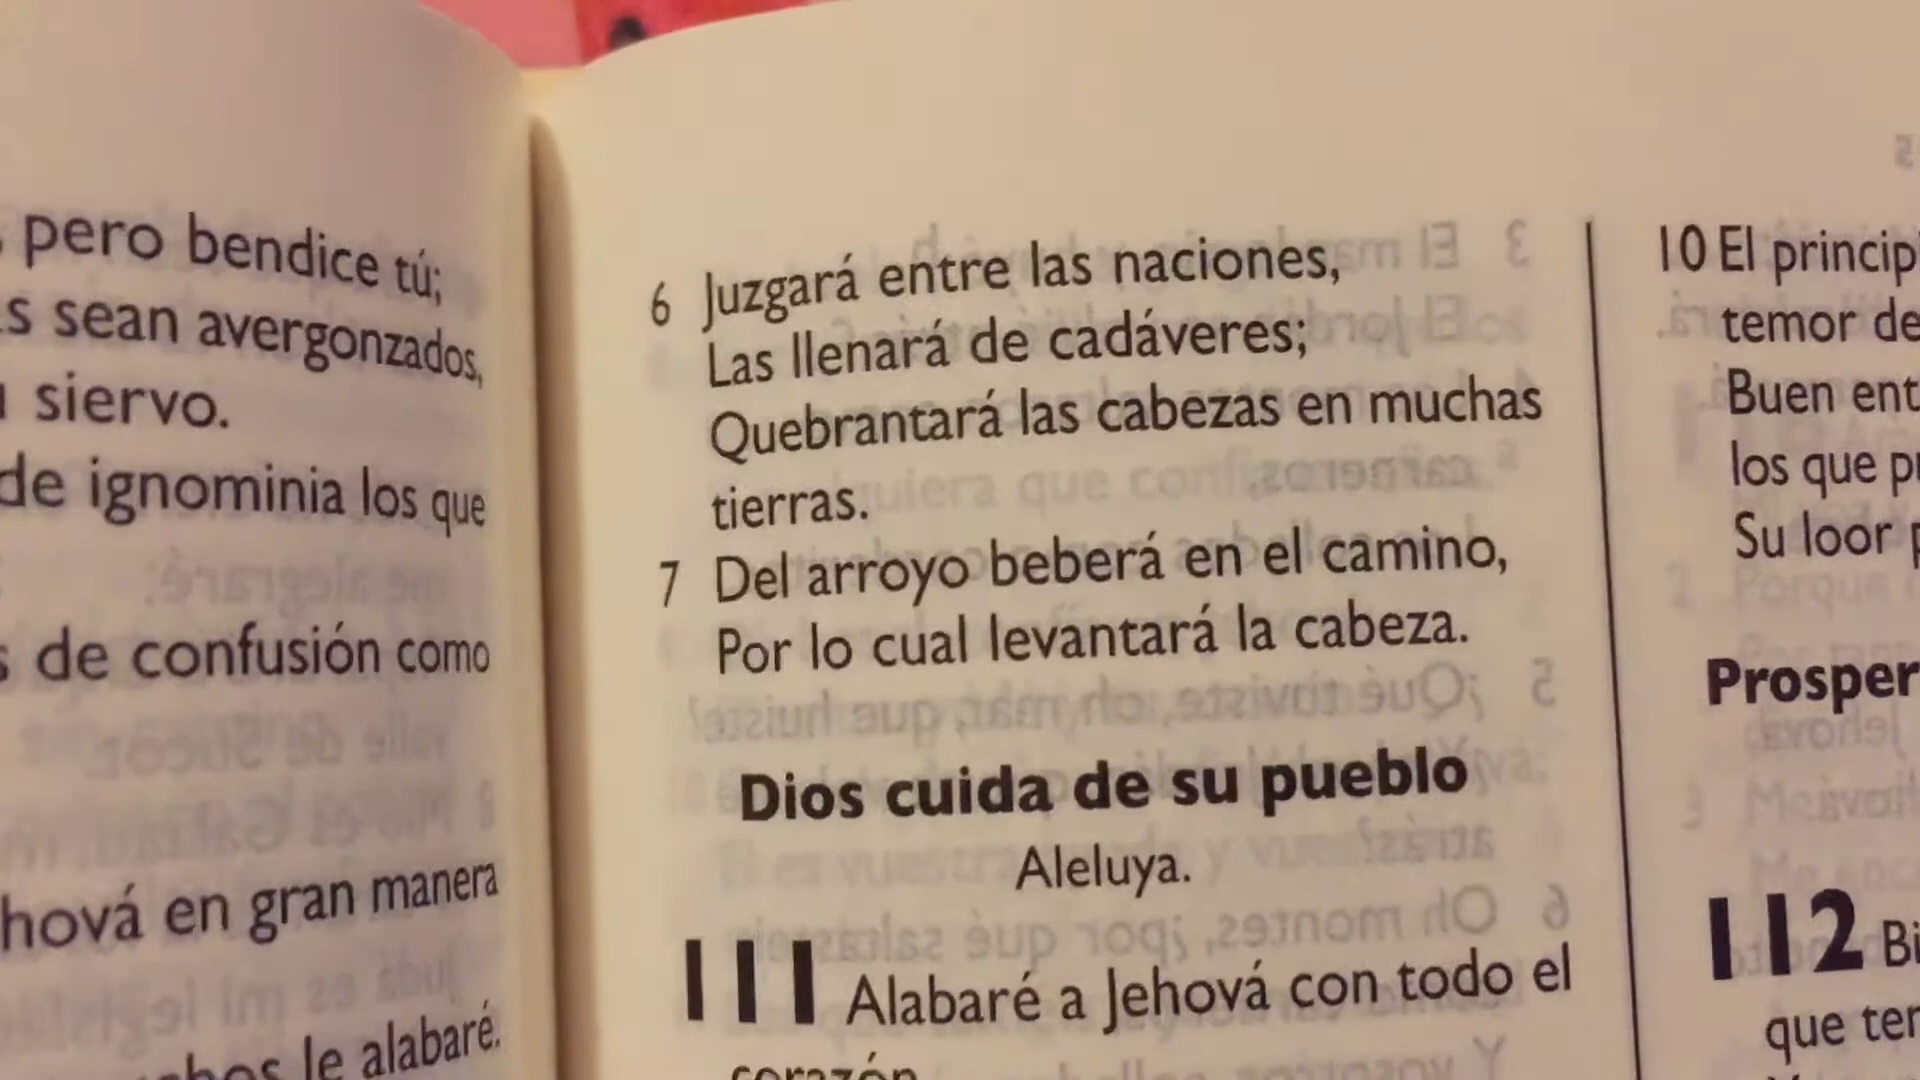 pero bendice tú;
sean avergonzados,
siervo.
de ignominia los que
de confusión como
hová en gran manera
le alabaré.
6 Juzgará entre las naciones,
Las llenará de cadáveres;
Quebrantará las cabezas en muchas
tierras.
7 Del arroyo beberá en el camino,
Por lo cual levantará la cabeza.
Dios cuida de su pueblo
Aleluya.
111 Alabaré a Jehová con todo el
corazón
10 El princip
temor de
Buen ent
los que
Su loor
Prosper
112 Bi
que